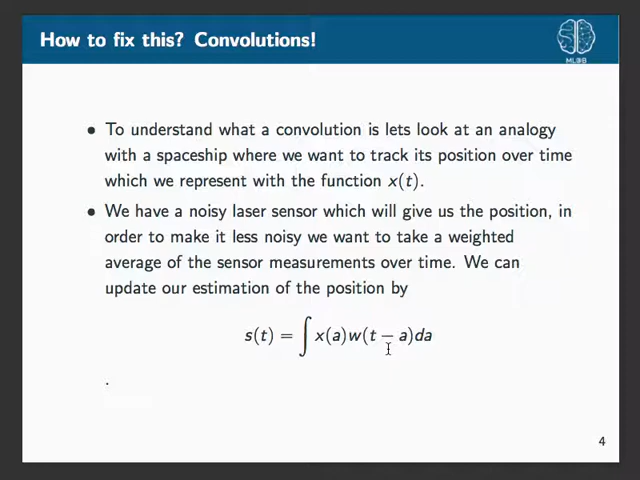 How to fix this? Convolutions!
MLBB
• To understand what a convolution is lets look at an analogy
with a spaceship where we want to track its position over time
which we represent with the function x(t).
• We have a noisy laser sensor which will give us the position, in
order to make it less noisy we want to take a weighted
average of the sensor measurements over time. We can
update our estimation of the position by
s(t) = ∫ x(a)w(t − a)da
.
4